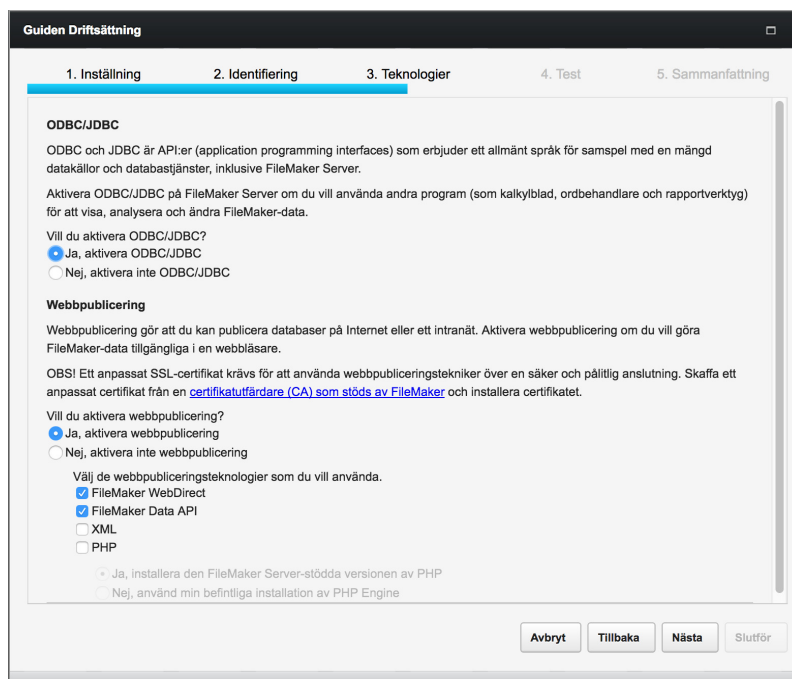 Guiden Driftsättning
1. Inställning 2. Identifiering 3. Teknologier 4. Test 5. Sammanfattning
ODBC/JDBC
ODBC och JDBC är API:er (application programming interfaces) som erbjuder ett allmänt språk för samspel med en mängd
datakällor och databastjänster, inklusive FileMaker Server.
Aktivera ODBC/JDBC på FileMaker Server om du vill använda andra program (som kalkylblad, ordbehandlare och rapportverktyg)
för att visa, analysera och ändra FileMaker-data.
Vill du aktivera ODBC/JDBC?
Ja, aktivera ODBC/JDBC
Nej, aktivera inte ODBC/JDBC
Webbpublicering
Webbpublicering gör att du kan publicera databaser på Internet eller ett intranät. Aktivera webbpublicering om du vill göra
FileMaker-data tillgängliga i en webbläsare.
OBS! Ett anpassat SSL-certifikat krävs för att använda webbpubliceringstekniker över en säker och pålitlig anslutning. Skaffa ett
anpassat certifikat från en certifikatutfärdare (CA) som stöds av FileMaker och installera certifikatet.
Vill du aktivera webbpublicering?
Ja, aktivera webbpublicering
Nej, aktivera inte webbpublicering
Välj de webbpubliceringsteknologier som du vill använda.
FileMaker WebDirect
FileMaker Data API
XML
PHP
Ja, installera den FileMaker Server-stödda versionen av PHP
Nej, använd min befintliga installation av PHP Engine
Avbryt Tillbaka Nästa Slutför